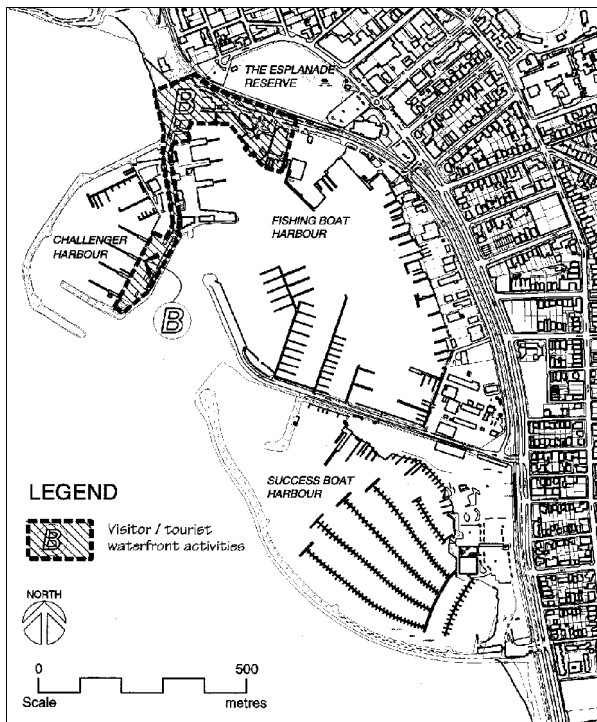 THE ESPLANADE
RESERVE
B
CHALLENGER
HARBOUR
FISHING BOAT
HARBOUR
B
SUCCESS BOAT
HARBOUR
LEGEND
B
Visitor / tourist
waterfront activities
NORTH
0 500
Scale metres